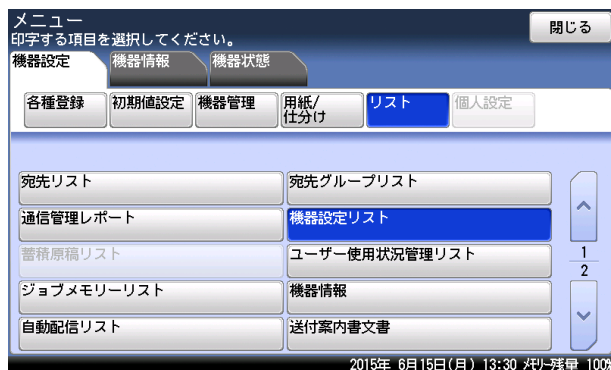 メニュー
印字する項目を選択してください。
閉じる
機器設定
機器情報
機器状態
各種登録
初期値設定
機器管理
用紙/
仕分け
リスト
個人設定
宛先リスト
宛先グループリスト
通信管理レポート
機器設定リスト
蓄積原稿リスト
ユーザー使用状況管理リスト
ジョブメモリーリスト
機器情報
自動配信リスト
送付案内書文書
1
2
2015年 6月15日(月) 13:30 メモリー残量 100%